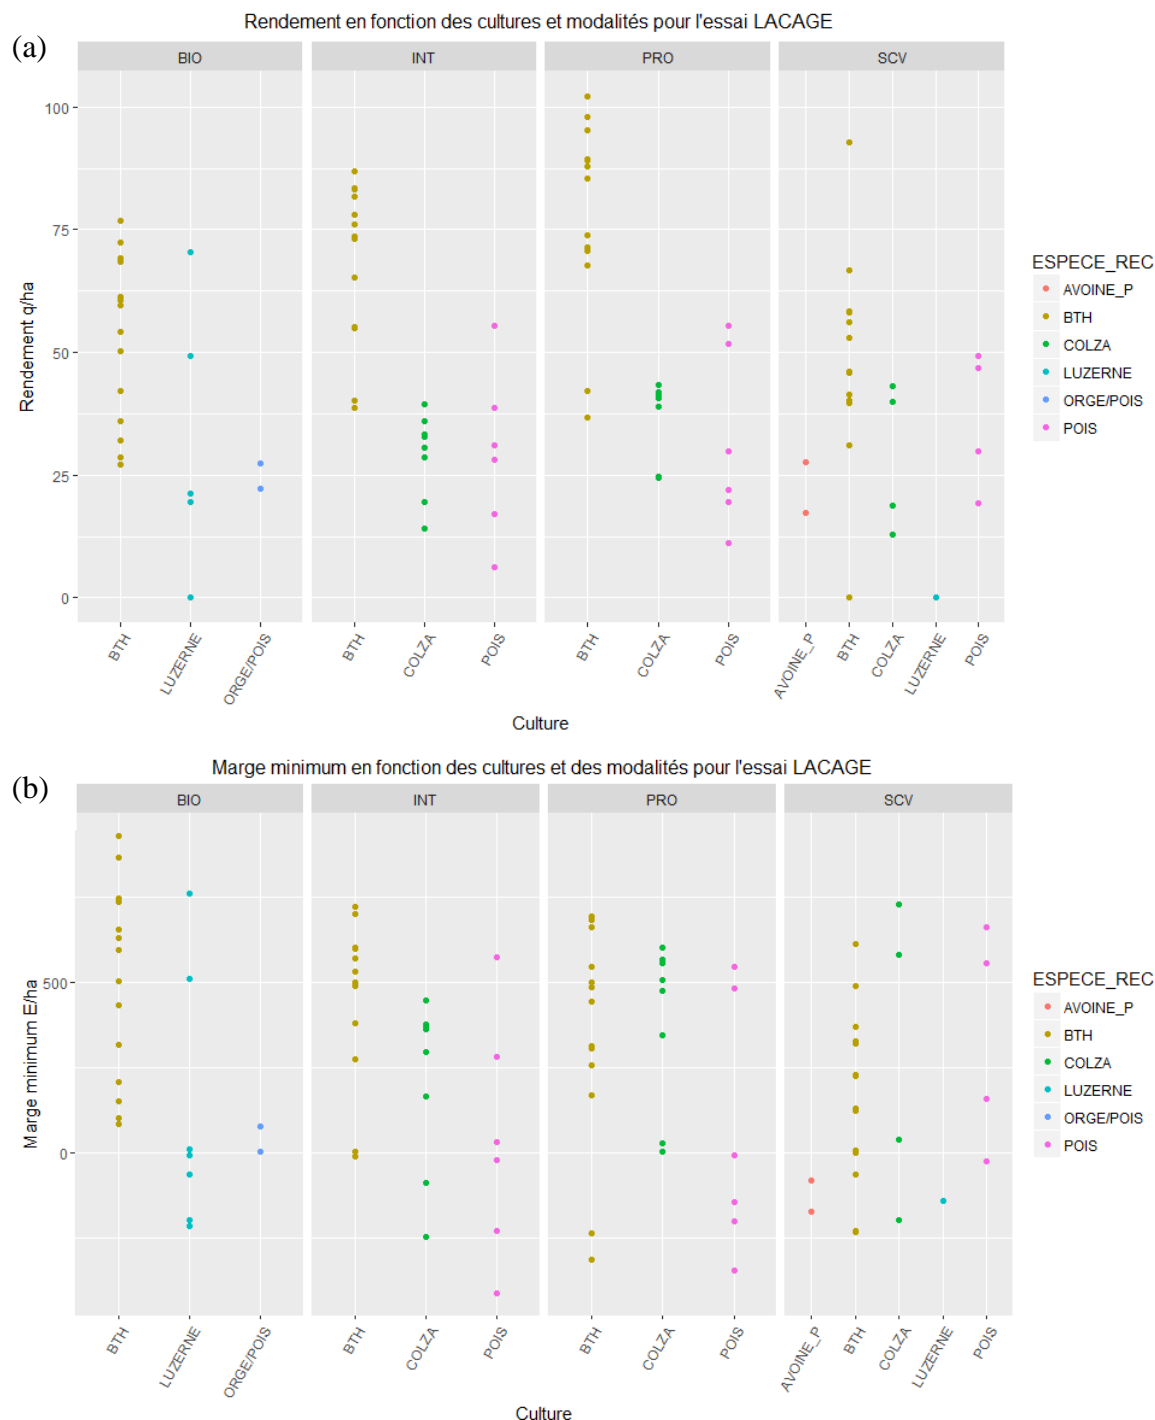 Rendement en fonction des cultures et modalités pour l'essai LACAGE
(a)
BIO INT PRO SCV
100
75
50
25
0
Rendement q/ha
BTH LUZERNE ORGE/POIS BTH COLZA POIS BTH COLZA POIS AVOINE_P BTH COLZA LUZERNE POIS
Culture
ESPECE_REC
AVOINE_P
BTH
COLZA
LUZERNE
ORGE/POIS
POIS
Marge minimum en fonction des cultures et des modalités pour l'essai LACAGE
(b)
BIO INT PRO SCV
500
0
Marge minimum E/ha
BTH LUZERNE ORGE/POIS BTH COLZA POIS BTH COLZA POIS AVOINE_P BTH COLZA LUZERNE POIS
Culture
ESPECE_REC
AVOINE_P
BTH
COLZA
LUZERNE
ORGE/POIS
POIS